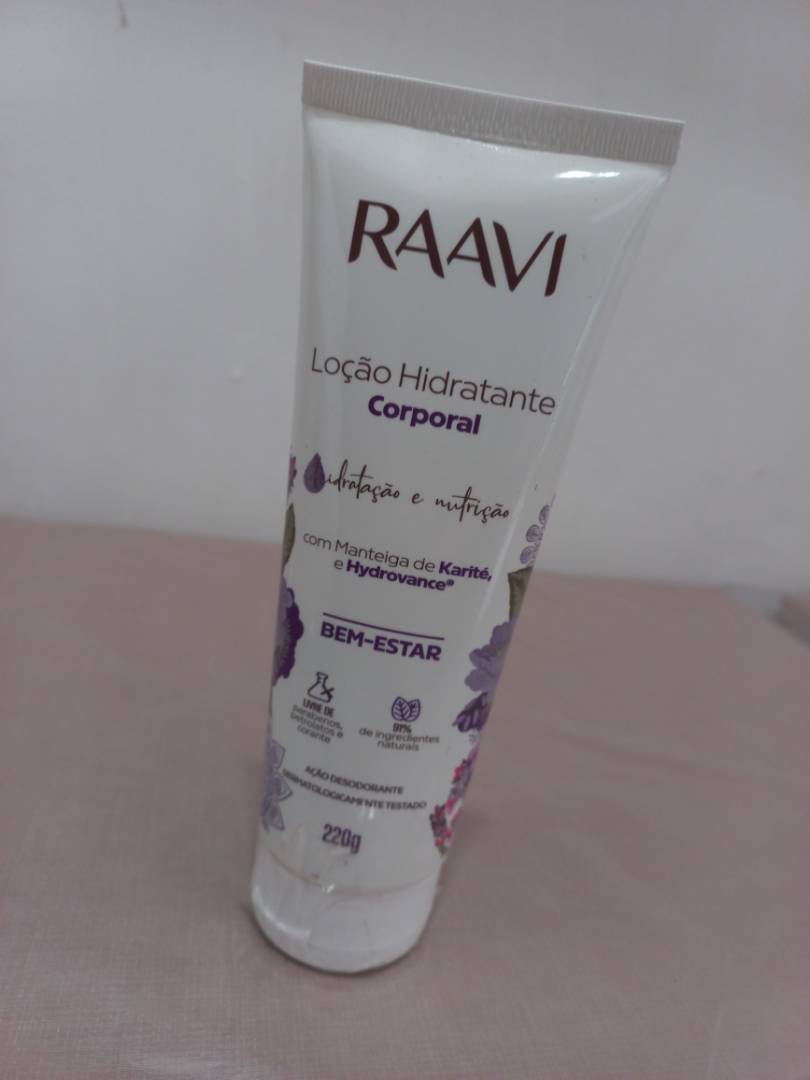 RAAVI
Loção Hidratante
Corporal
hidratação e nutrição
com Manteiga de Karité,
e Hydrovance®
BEM-ESTAR
LIVRE DE
parabenos,
petrolatos e
corante
91%
de ingredientes
naturais
AÇÃO DESODORANTE
DERMATOLOGICAMENTE TESTADO
220g